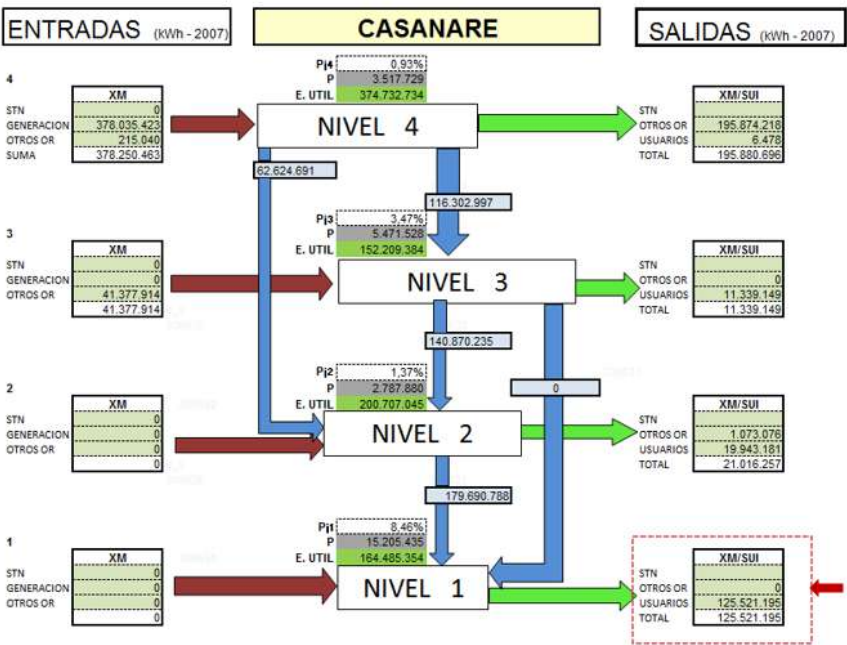 ENTRADAS (kWh - 2007)
CASANARE
SALIDAS (kWh - 2007)
Pj4 0,93%
P 3.517.729
E. UTIL 374.732.734
4
XM
STN 0
GENERACION 378.035.423
OTROS OR 215.040
SUMA 378.250.463
NIVEL 4
XM/SUI
STN
OTROS OR 195.874.218
USUARIOS 6.478
TOTAL 195.880.696
62.624.691
116.302.997
Pj3 3,47%
P 5.471.528
E. UTIL 152.209.384
3
XM
STN 0
GENERACION 0
OTROS OR 41.377.914
41.377.914
NIVEL 3
XM/SUI
STN
OTROS OR 0
USUARIOS 11.339.149
TOTAL 11.339.149
140.870.235
Pj2 1,37%
P 2.787.880
E. UTIL 200.707.045
0
2
XM
STN 0
GENERACION 0
OTROS OR 0
0
NIVEL 2
XM/SUI
STN
OTROS OR 1.073.076
USUARIOS 19.943.181
TOTAL 21.016.257
179.690.788
Pj1 8,46%
P 15.205.435
E. UTIL 164.485.354
1
XM
STN 0
GENERACION 0
OTROS OR 0
0
NIVEL 1
XM/SUI
STN
OTROS OR 0
USUARIOS 125.521.195
TOTAL 125.521.195